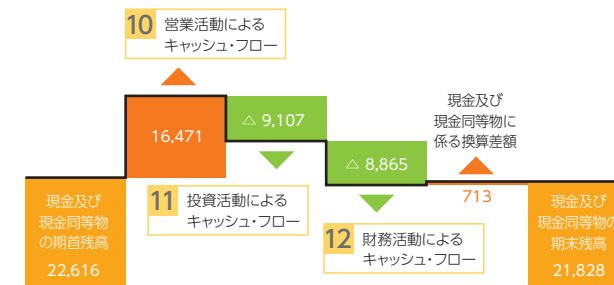 10 営業活動による
キャッシュ・フロー
16,471
△ 9,107
△ 8,865
現金及び
現金同等物に
係る換算差額
713
11 投資活動による
キャッシュ・フロー
12 財務活動による
キャッシュ・フロー
現金及び
現金同等物
の期首残高
22,616
現金及び
現金同等物の
期末残高
21,828